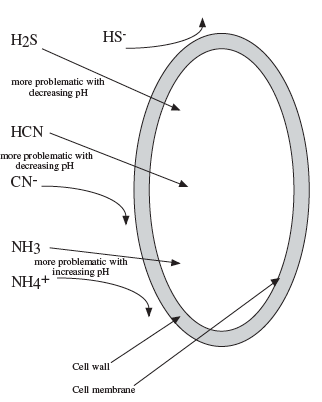 H2S
HS-
more problematic with
decreasing pH
HCN
more problematic with
decreasing pH
CN-
NH3
more problematic with
increasing pH
NH4+
Cell wall
Cell membrane